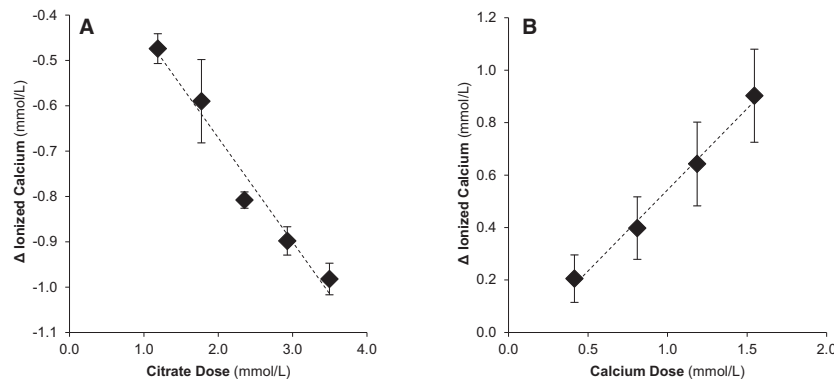 A
Δ Ionized Calcium (mmol/L)
-0.4
-0.5
-0.6
-0.7
-0.8
-0.9
-1.0
-1.1
0.0 1.0 2.0 3.0 4.0
Citrate Dose (mmol/L)
B
Δ Ionized Calcium (mmol/L)
1.2
1.0
0.8
0.6
0.4
0.2
0.0
0.0 0.5 1.0 1.5 2.0
Calcium Dose (mmol/L)